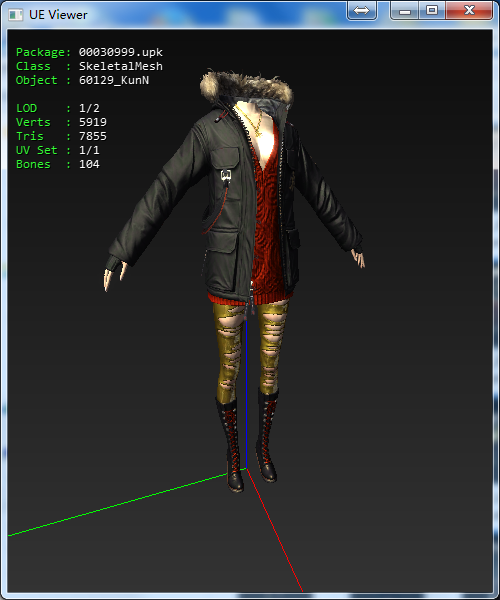 UE Viewer
Package: 00030999.upk
Class  : SkeletalMesh
Object : 60129_KunN
LOD    : 1/2
Verts  : 5919
Tris   : 7855
UV Set : 1/1
Bones  : 104